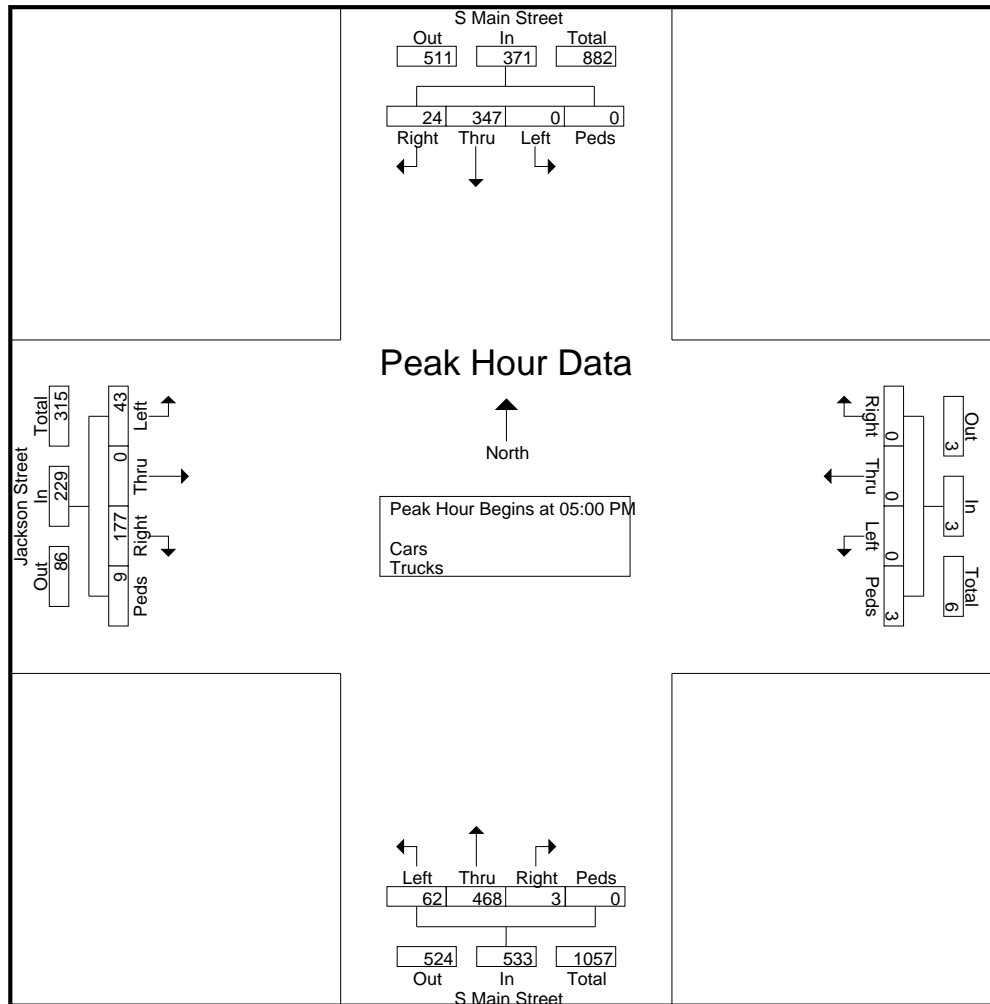 S Main Street
Out In Total
511 371 882
24 347 0 0
Right Thru Left Peds
Peak Hour Data
North
Peak Hour Begins at 05:00 PM
Cars
Trucks
Jackson Street
Total In Out
315 229 86
43 0 177 9
Left Thru Right Peds
Right Thru Left Peds
0 0 0 3
Out In Total
3 3 6
Left Thru Right Peds
62 468 3 0
524 533 1057
Out In Total
S Main Street